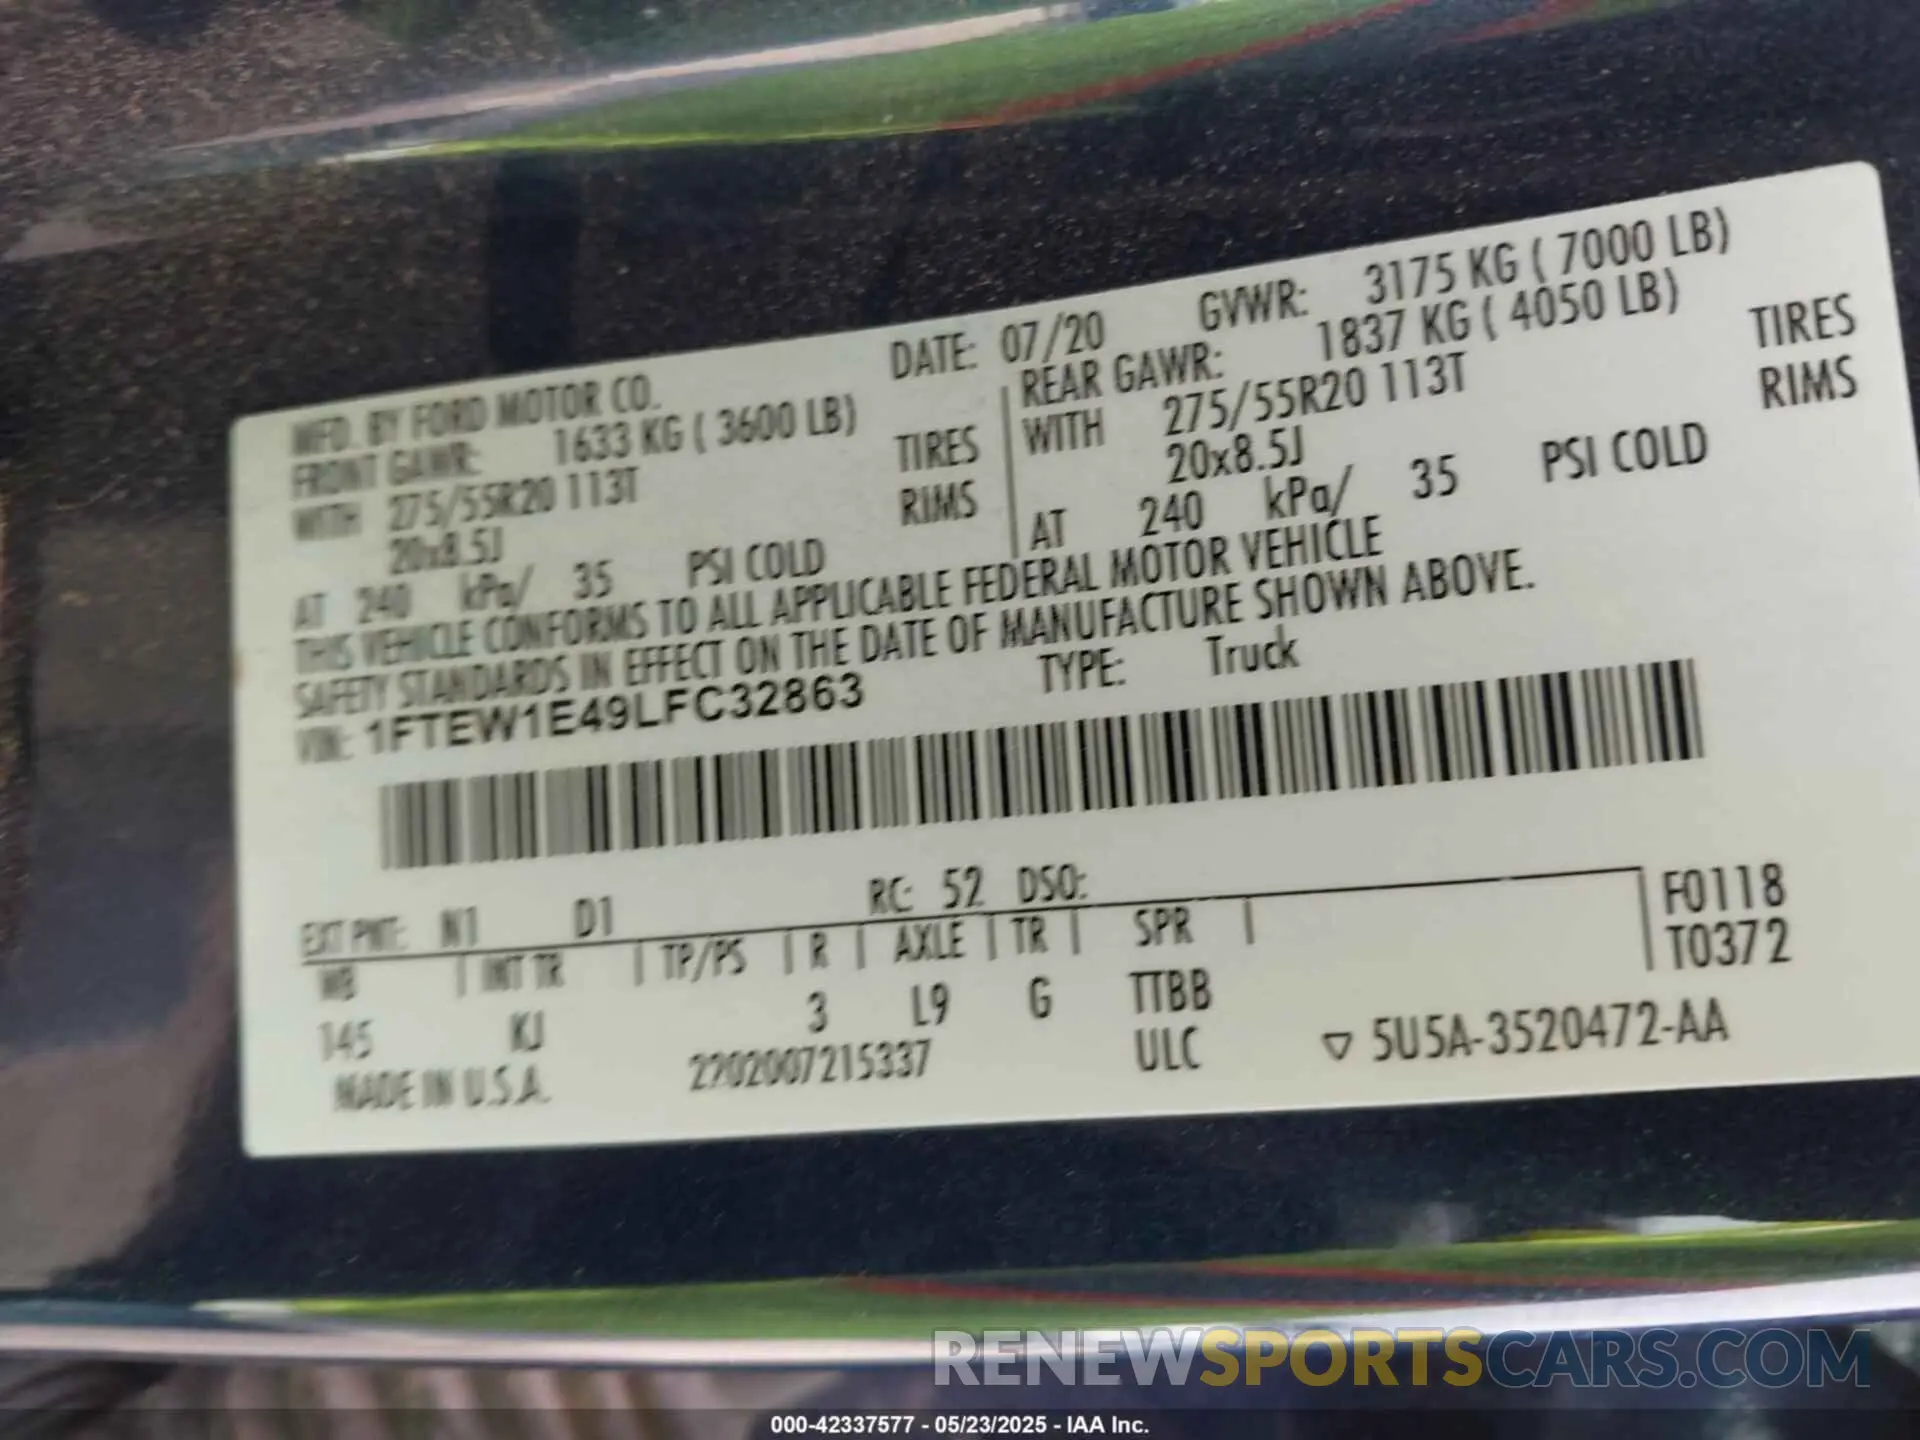 MFD. BY FORD MOTOR CO. DATE: 07/20 GVWR: 3175 KG ( 7000 LB)
FRONT GAWR: 1633 KG ( 3600 LB) REAR GAWR: 1837 KG ( 4050 LB)
WITH 275/55R20 113T TIRES WITH 275/55R20 113T TIRES
20x8.5J RIMS 20x8.5J RIMS
AT 240 kPa/ 35 PSI COLD AT 240 kPa/ 35 PSI COLD
THIS VEHICLE CONFORMS TO ALL APPLICABLE FEDERAL MOTOR VEHICLE
SAFETY STANDARDS IN EFFECT ON THE DATE OF MANUFACTURE SHOWN ABOVE.
VIN: 1FTEW1E49LFC32863 TYPE: Truck
EXT PNT: N1 D1 RC: 52 DSO: F0118
WB INT TR TP/PS R AXLE TR SPR T0372
145 KJ 3 L9 G TTBB
MADE IN U.S.A. 2202007215337 ULC ▽ 5U5A-3520472-AA
RENEWSPORTSCARS.COM
000-42337577 - 05/23/2025 - IAA Inc.